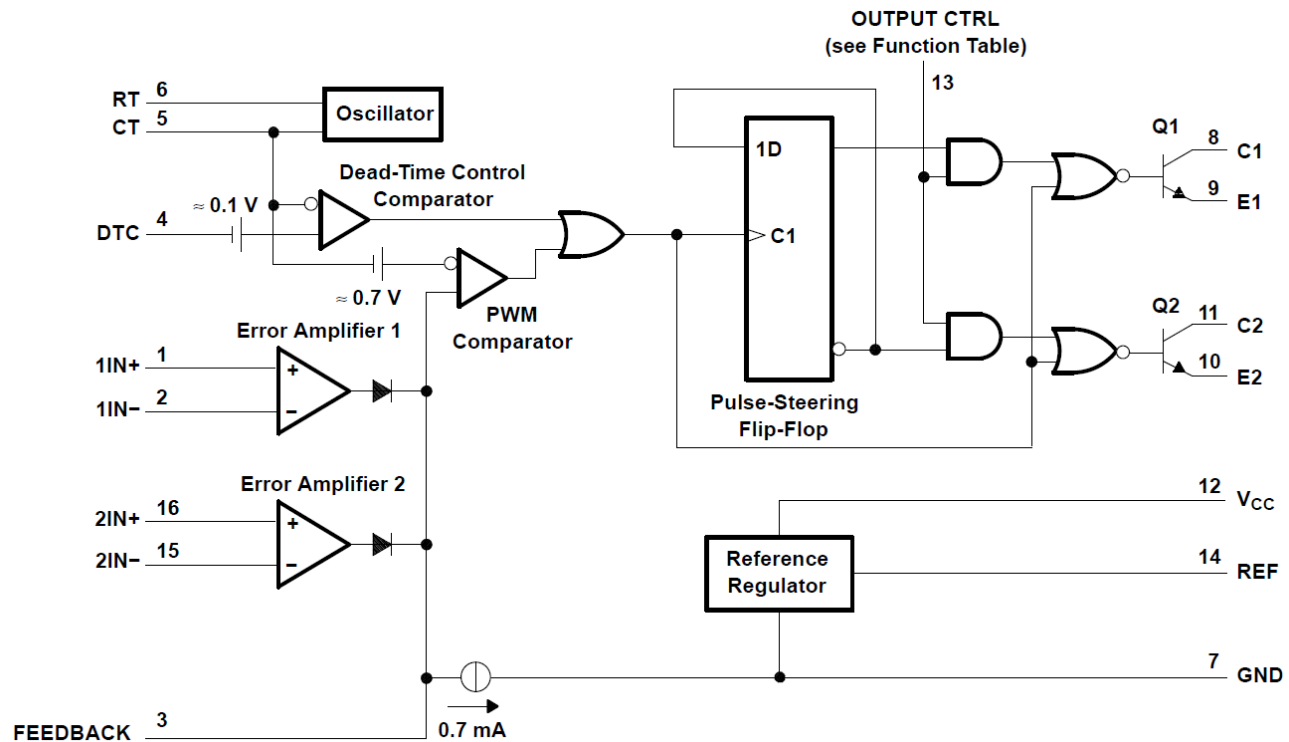 OUTPUT CTRL
(see Function Table)
13
RT
6
CT
5
Oscillator
Dead-Time Control
Comparator
≈ 0.1 V
DTC
4
≈ 0.7 V
PWM
Comparator
Error Amplifier 1
1IN+
1
+
1IN−
2
−
Error Amplifier 2
2IN+
16
+
2IN−
15
−
1D
C1
Pulse-Steering
Flip-Flop
Q1
8
C1
9
E1
Q2
11
C2
10
E2
12
VCC
Reference
Regulator
14
REF
7
GND
0.7 mA
FEEDBACK
3